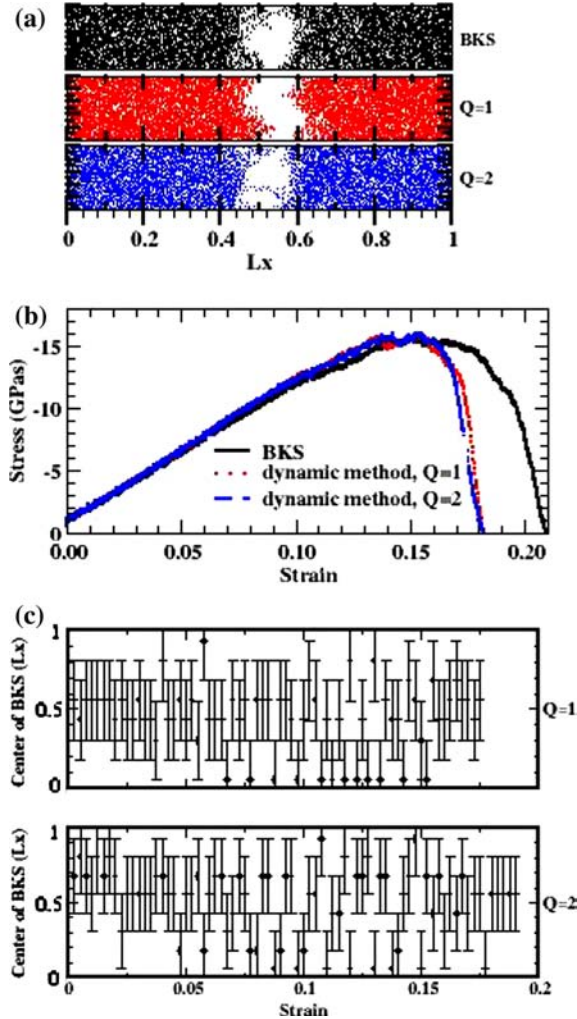 (a)
BKS
Q=1
Q=2
0 0.2 0.4 0.6 0.8 1
Lx
(b)
-15
-10
-5
0
Stress (GPas)
BKS
dynamic method, Q=1
dynamic method, Q=2
0.00 0.05 0.10 0.15 0.20
Strain
(c)
1
0.5
0
Center of BKS (Lx)
Q=1
1
0.5
0
Center of BKS (Lx)
Q=2
0 0.05 0.1 0.15 0.2
Strain